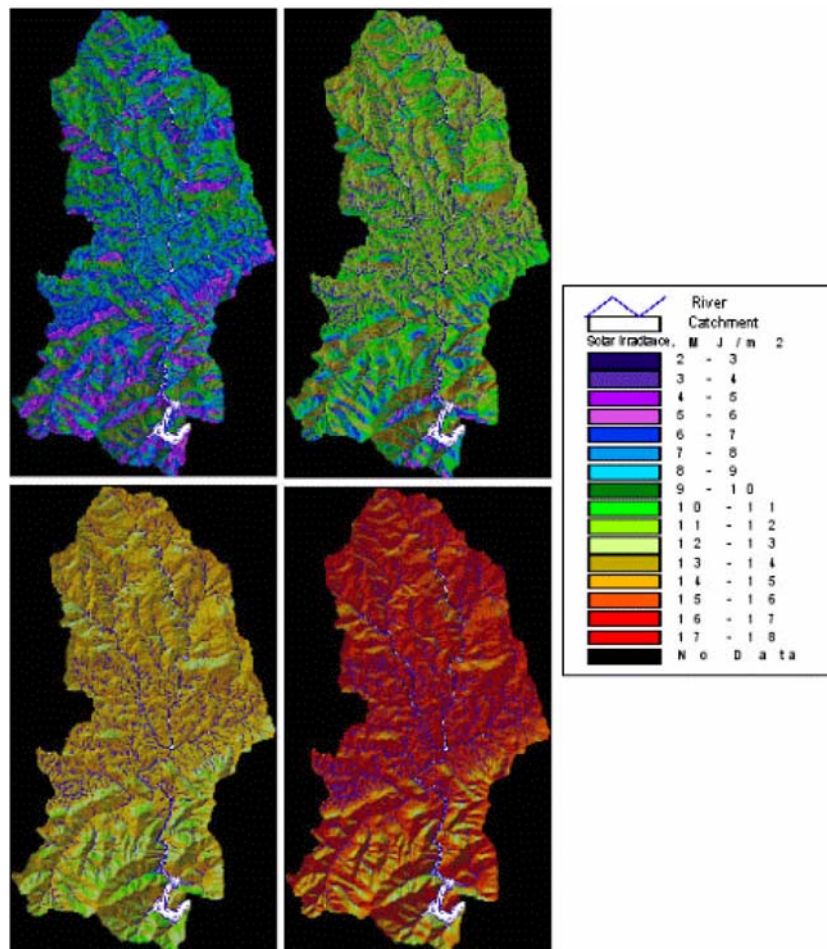 River
Catchment
Solar Irradiance, MJ/m2
2 - 3
3 - 4
4 - 5
5 - 6
6 - 7
7 - 8
8 - 9
9 - 10
10 - 11
11 - 12
12 - 13
13 - 14
14 - 15
15 - 16
16 - 17
17 - 18
No Data